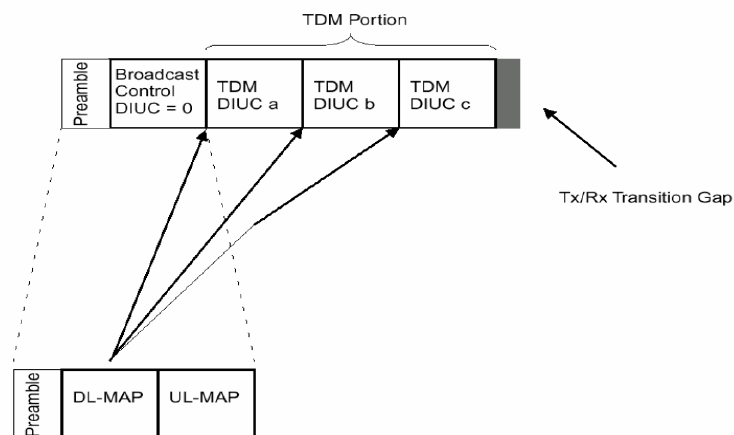 TDM Portion
Preamble
Broadcast
Control
DIUC = 0
TDM
DIUC a
TDM
DIUC b
TDM
DIUC c
Tx/Rx Transition Gap
Preamble
DL-MAP
UL-MAP